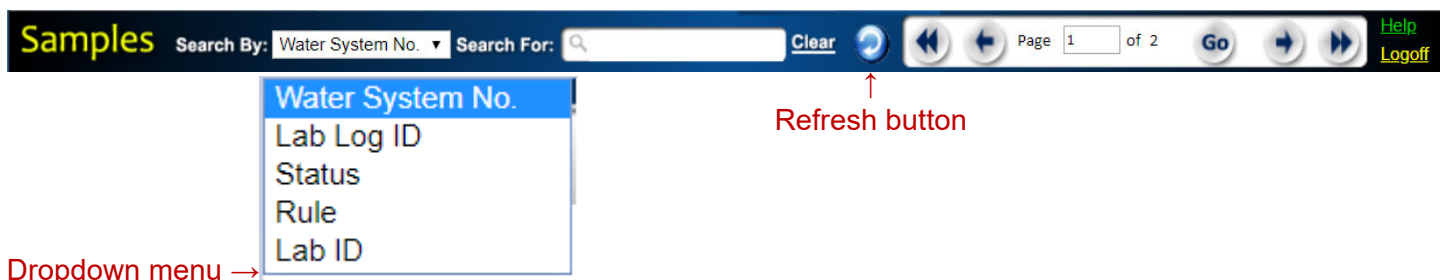 Samples Search By: Water System No. Search For: Clear Page 1 of 2 Go Help
Logoff
Water System No.
Refresh button
Lab Log ID
Status
Rule
Lab ID
Dropdown menu →